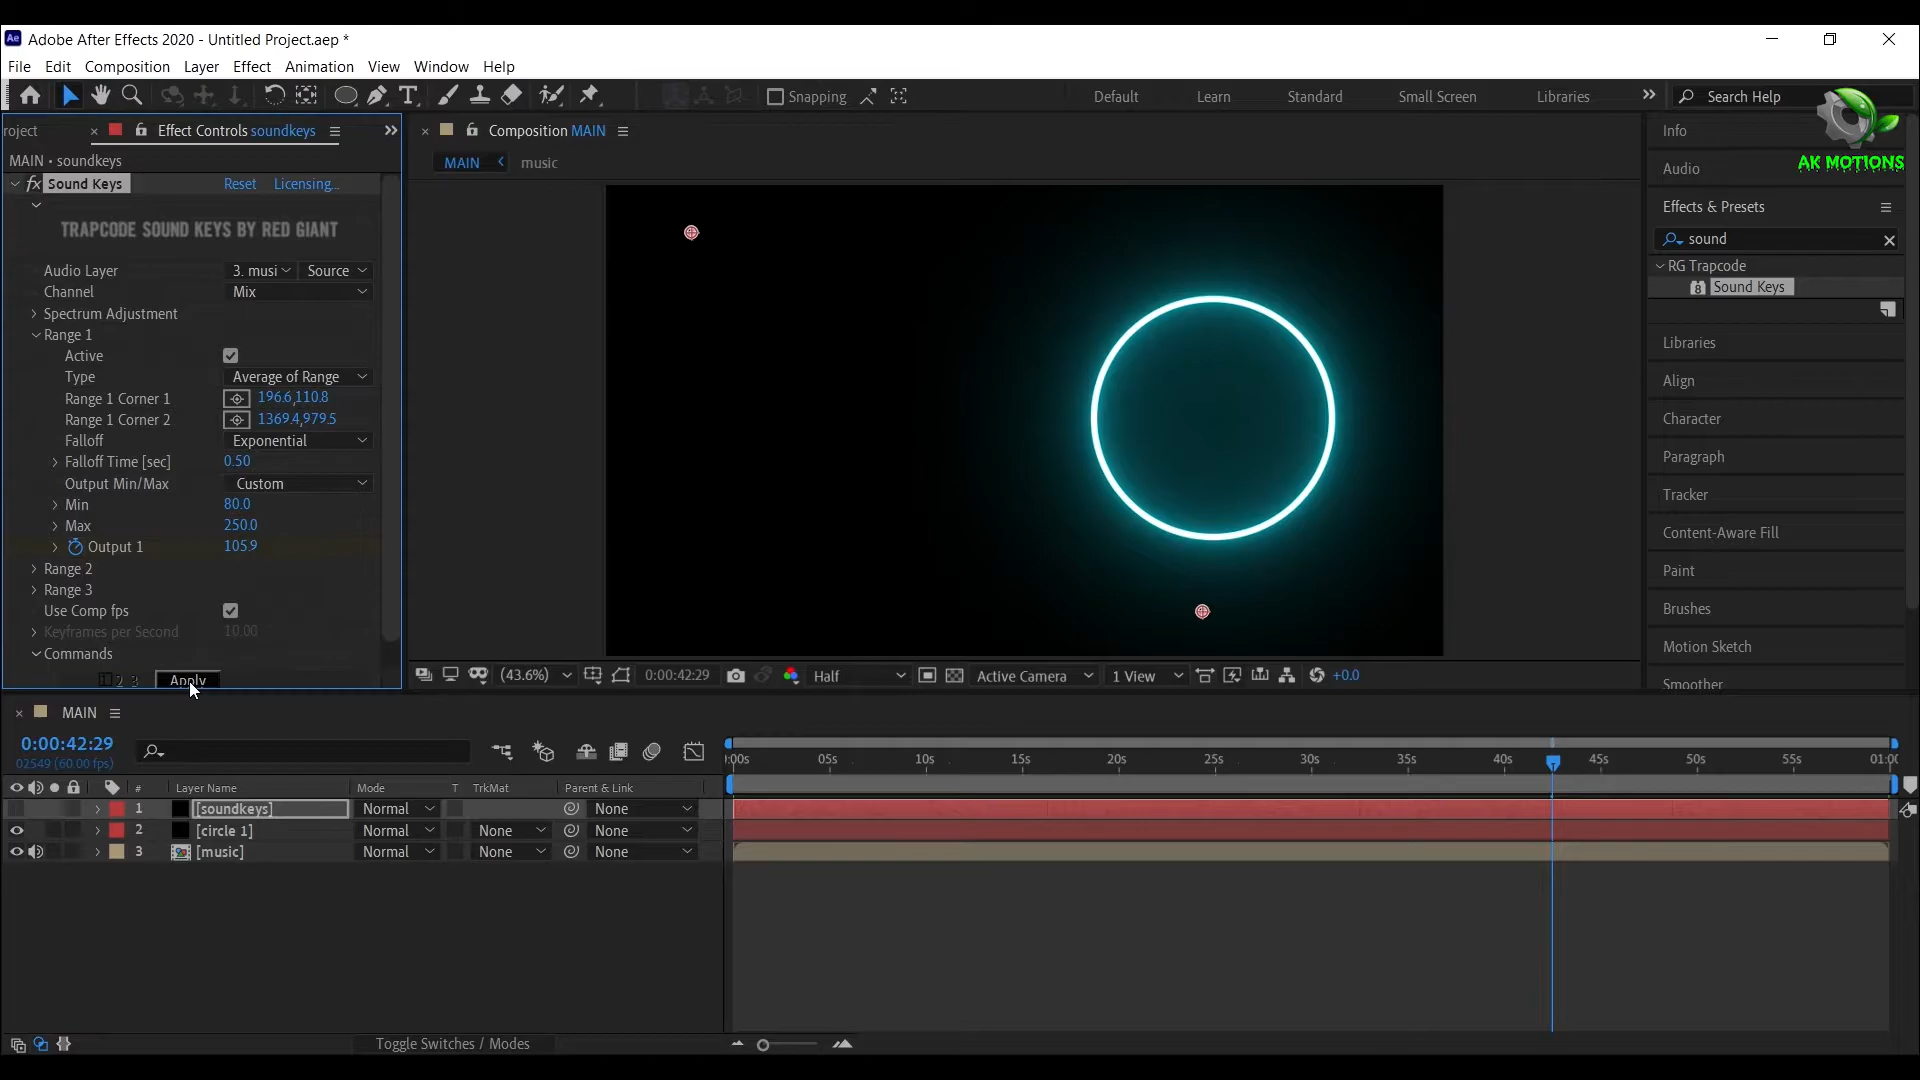 Adobe After Effects 2020 - Untitled Project.aep *
File Edit Composition Layer Effect Animation View Window Help
Snapping Default Learn Standard Small Screen Libraries Search Help
AK MOTIONS
roject Effect Controls soundkeys
MAIN • soundkeys
fx Sound Keys Reset Licensing...
TRAPCODE SOUND KEYS BY RED GIANT
Audio Layer 3. musi Source
Channel Mix
Spectrum Adjustment
Range 1
Active
Type Average of Range
Range 1 Corner 1 196.6,110.8
Range 1 Corner 2 1369.4,979.5
Falloff Exponential
Falloff Time [sec] 0.50
Output Min/Max Custom
Min 80.0
Max 250.0
Output 1 105.9
Range 2
Range 3
Use Comp fps
Keyframes per Second 10.00
Commands
Apply
Composition MAIN
MAIN music
(43.6%) 0:00:42:29 Half Active Camera 1 View +0.0
Info
Audio
Effects & Presets
sound
RG Trapcode
Sound Keys
Libraries
Align
Character
Paragraph
Tracker
Content-Aware Fill
Paint
Brushes
Motion Sketch
Smoother
MAIN
0:00:42:29
02549 (60.00 fps)
:00s 05s 10s 15s 20s 25s 30s 35s 40s 45s 50s 55s 01:0
# Layer Name Mode T TrkMat Parent & Link
1 [soundkeys] Normal None
2 [circle 1] Normal None None
3 [music] Normal None None
Toggle Switches / Modes